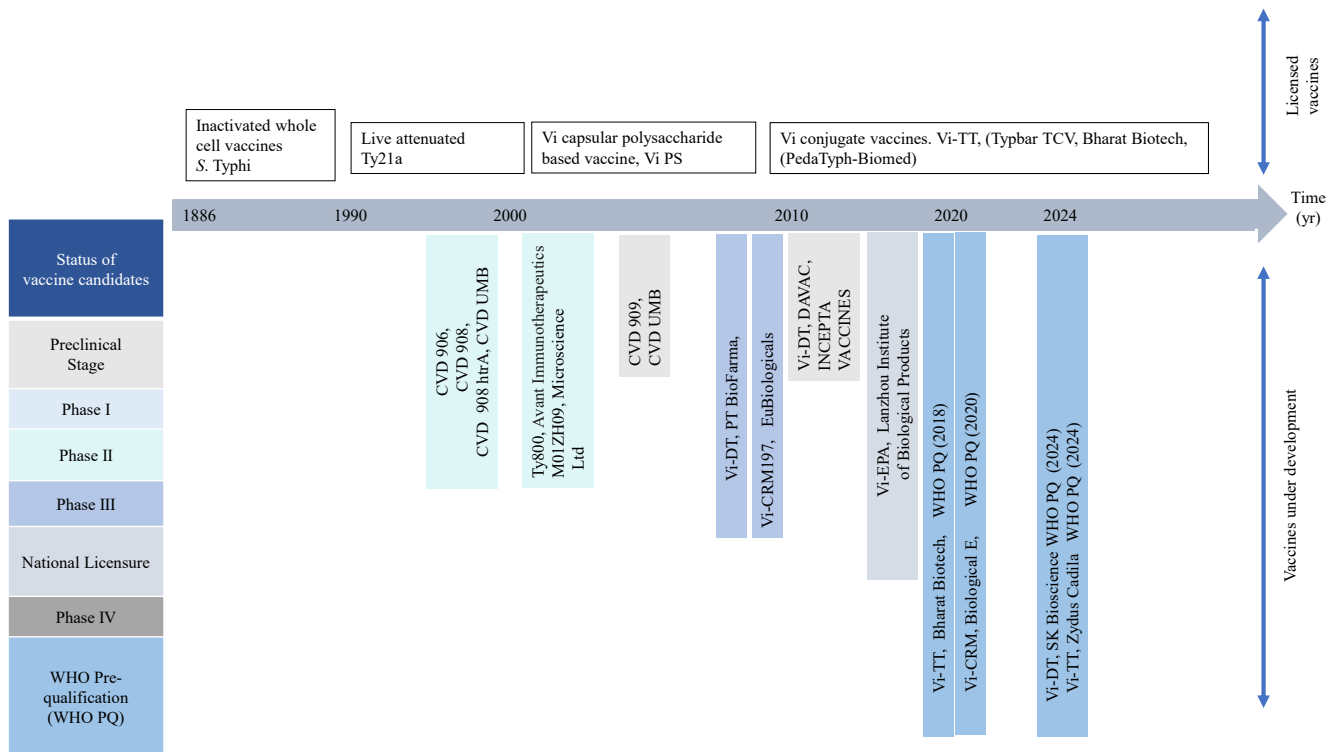 Licensed
vaccines
Inactivated whole
cell vaccines
S. Typhi
Live attenuated
Ty21a
Vi capsular polysaccharide
based vaccine, Vi PS
Vi conjugate vaccines. Vi-TT, (Typbar TCV, Bharat Biotech,
(PedaTyph-Biomed)
1886
1990
2000
2010
2020
2024
Time
(yr)
Status of
vaccine candidates
Preclinical
Stage
Phase I
Phase II
Phase III
National Licensure
Phase IV
WHO Pre-
qualification
(WHO PQ)
CVD 906,
CVD 908,
CVD 908 htrA, CVD UMB
Ty800, Avant Immunotherapeutics
M01ZH09, Microscience
Ltd
CVD 909,
CVD UMB
Vi-DT, PT BioFarma,
Vi-CRM197, EuBiologicals
Vi-DT, DAVAC,
INCEPTA
VACCINES
Vi-EPA, Lanzhou Institute
of Biological Products
Vi-TT, Bharat Biotech, WHO PQ (2018)
Vi-CRM, Biological E, WHO PQ (2020)
Vi-DT, SK Bioscience WHO PQ (2024)
Vi-TT, Zydus Cadila WHO PQ (2024)
Vaccines under development